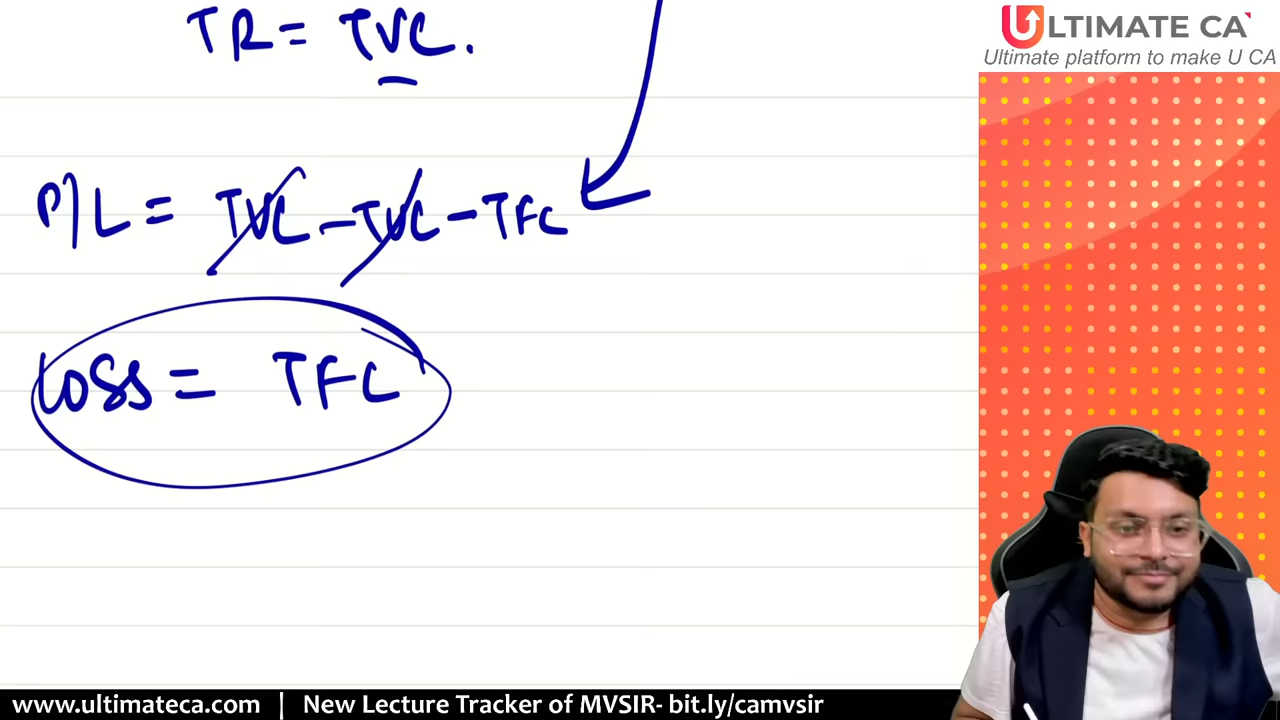 TR = TVC.
P/L = TVC - TVC - TFC
Loss = TFC
ULTIMATE CA
Ultimate platform to make U CA
www.ultimateca.com | New Lecture Tracker of MVSIR- bit.ly/camvsir